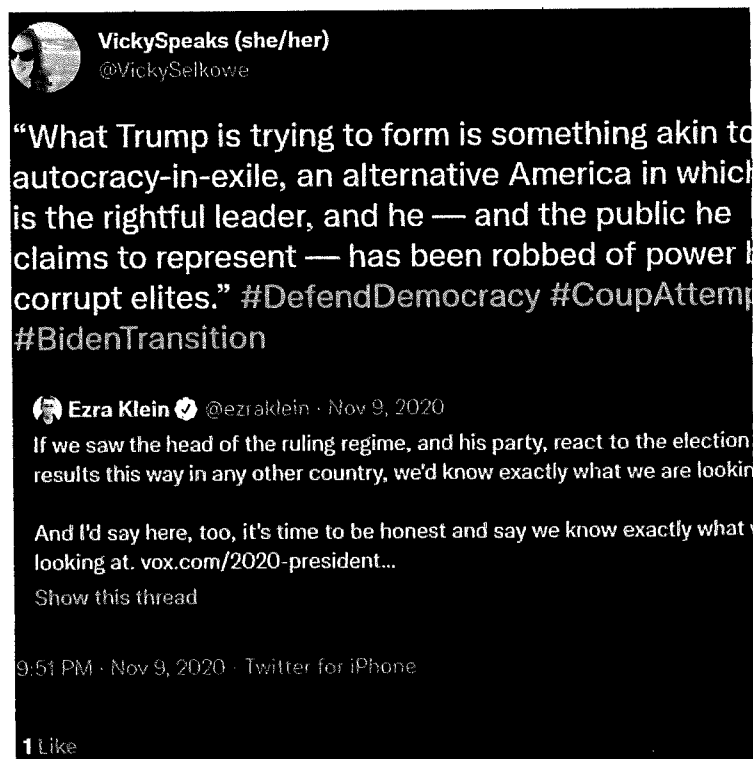 VickySpeaks (she/her)
@VickySelkowe
“What Trump is trying to form is something akin to
autocracy-in-exile, an alternative America in which
is the rightful leader, and he — and the public he
claims to represent — has been robbed of power
corrupt elites.” #DefendDemocracy #CoupAttemp
#BidenTransition
Ezra Klein @ezraklein · Nov 9, 2020
If we saw the head of the ruling regime, and his party, react to the election
results this way in any other country, we'd know exactly what we are lookin
And I'd say here, too, it's time to be honest and say we know exactly what
looking at. vox.com/2020-president...
Show this thread
9:51 PM · Nov 9, 2020 · Twitter for iPhone
1 Like